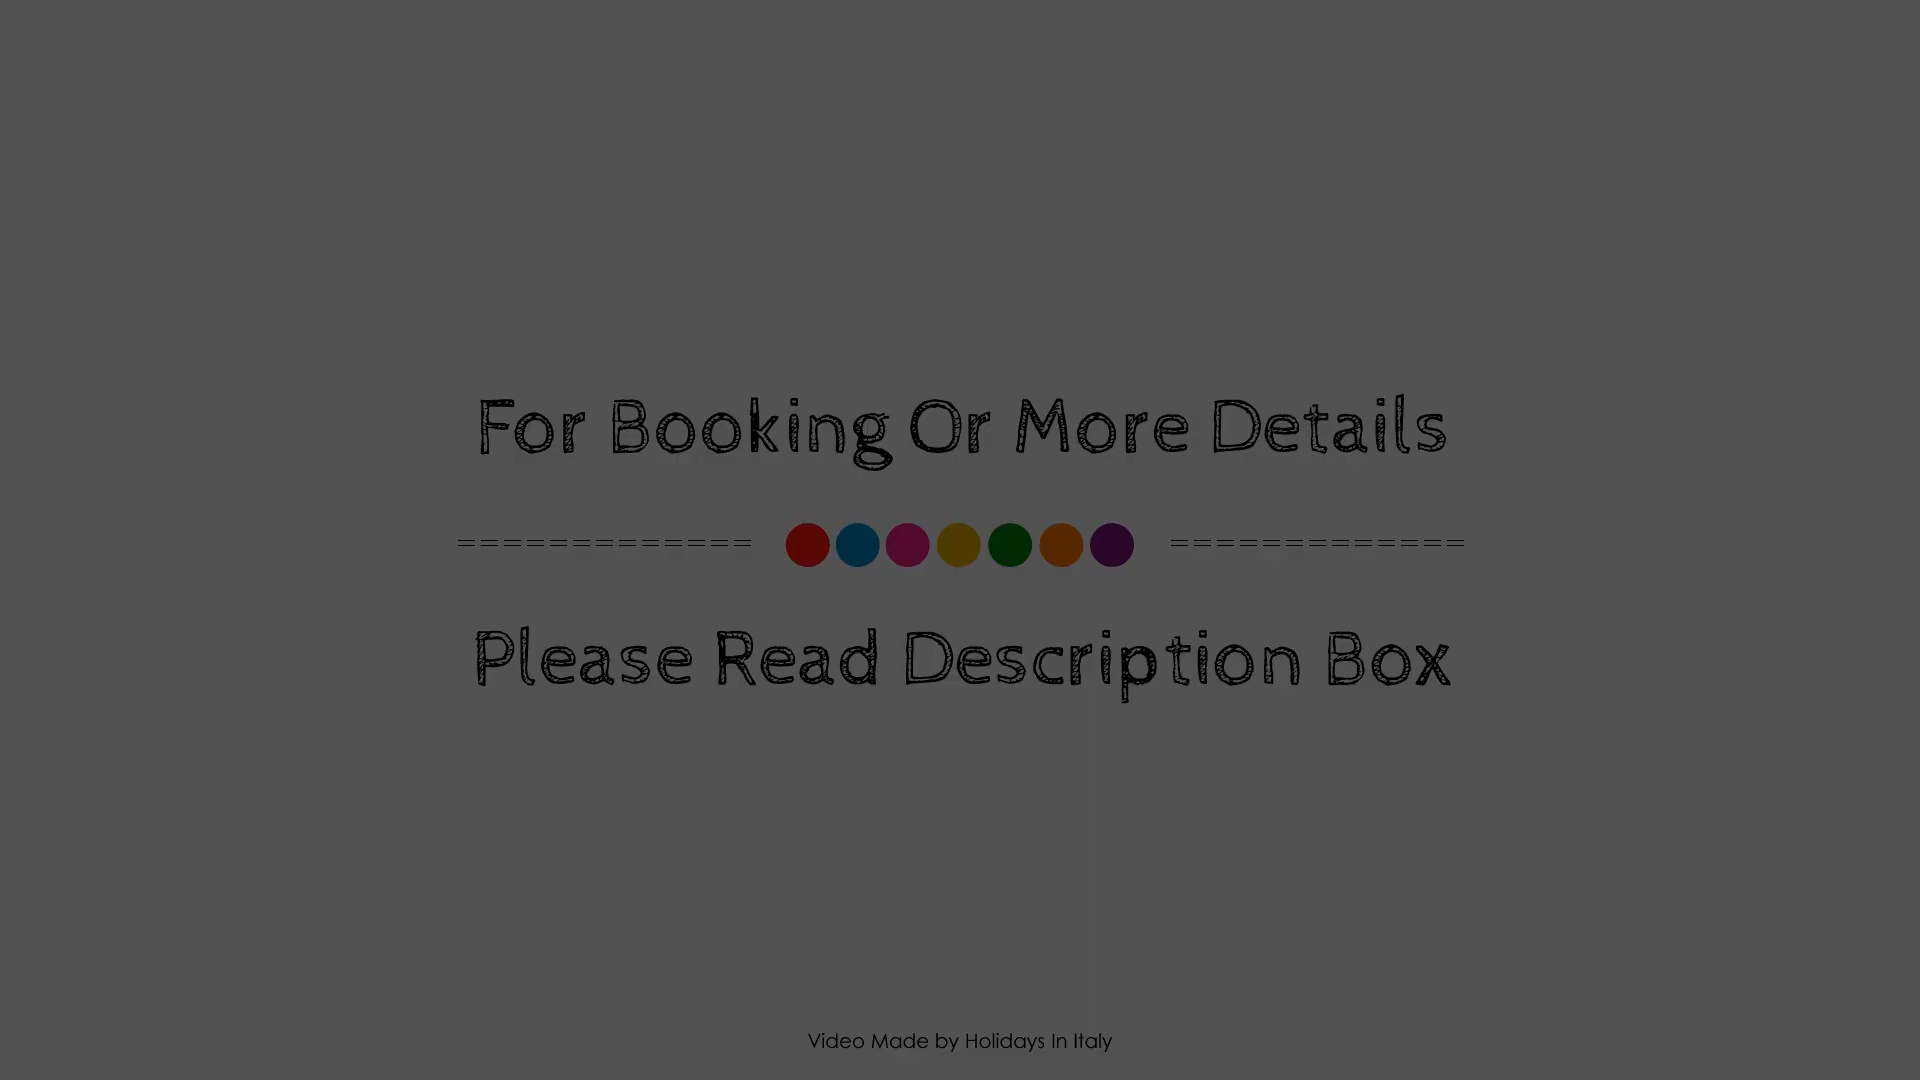 For Booking Or More Details
============= =============
Please Read Description Box
Video Made by Holidays In Italy